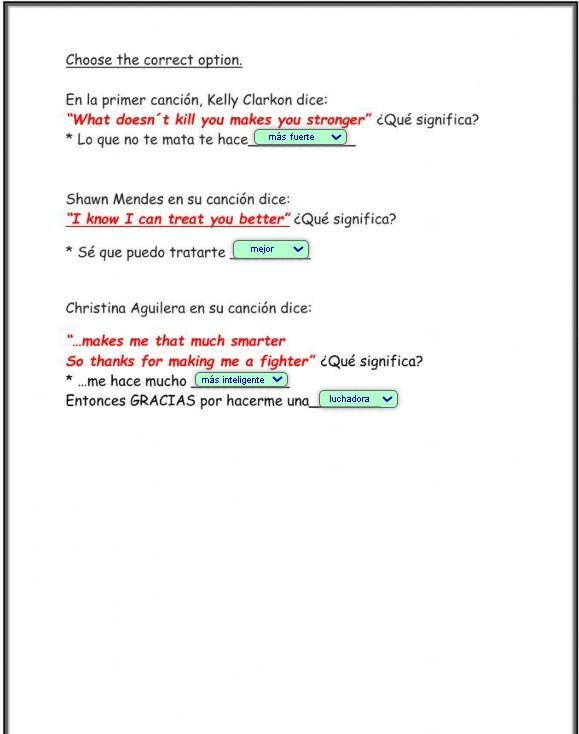 Choose the correct option.
En la primer canción, Kelly Clarkon dice:
“What doesn´t kill you makes you stronger” ¿Qué significa?
* Lo que no te mata te hace más fuerte
Shawn Mendes en su canción dice:
“I know I can treat you better” ¿Qué significa?
* Sé que puedo tratarte mejor
Christina Aguilera en su canción dice:
“…makes me that much smarter
So thanks for making me a fighter” ¿Qué significa?
* …me hace mucho más inteligente
Entonces GRACIAS por hacerme una luchadora